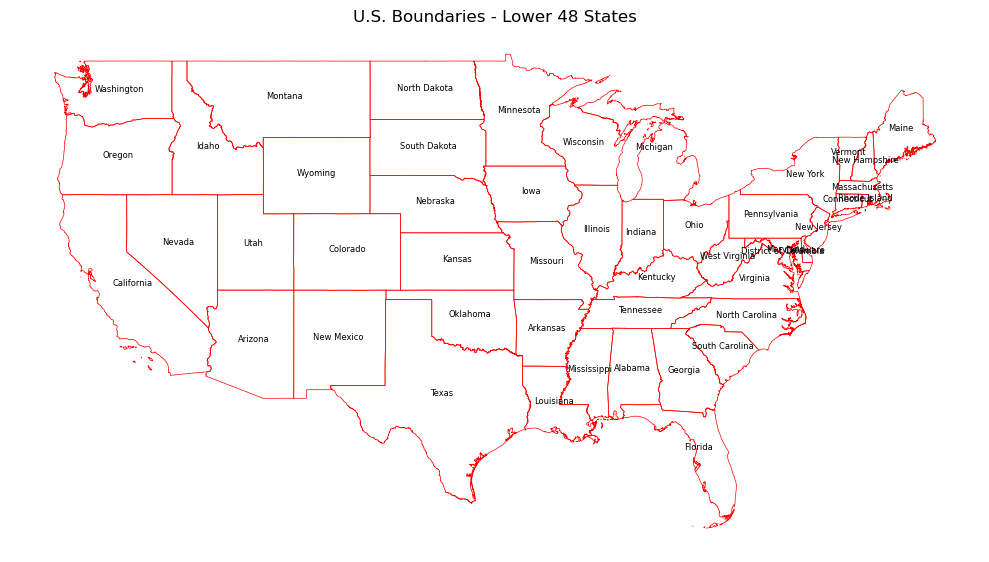 U.S. Boundaries - Lower 48 States
Washington
Montana
North Dakota
Minnesota
Maine
Oregon
Idaho
South Dakota
Wisconsin
Michigan
Vermont
New Hampshire
Wyoming
New York
Nebraska
Iowa
Massachusetts
Connecticut
Rhode Island
Pennsylvania
New Jersey
Nevada
Utah
Colorado
Kansas
Missouri
Illinois
Indiana
Ohio
West Virginia
District of Columbia
Maryland
Delaware
Virginia
California
Kentucky
Arizona
New Mexico
Oklahoma
Arkansas
Tennessee
North Carolina
South Carolina
Texas
Louisiana
Mississippi
Alabama
Georgia
Florida